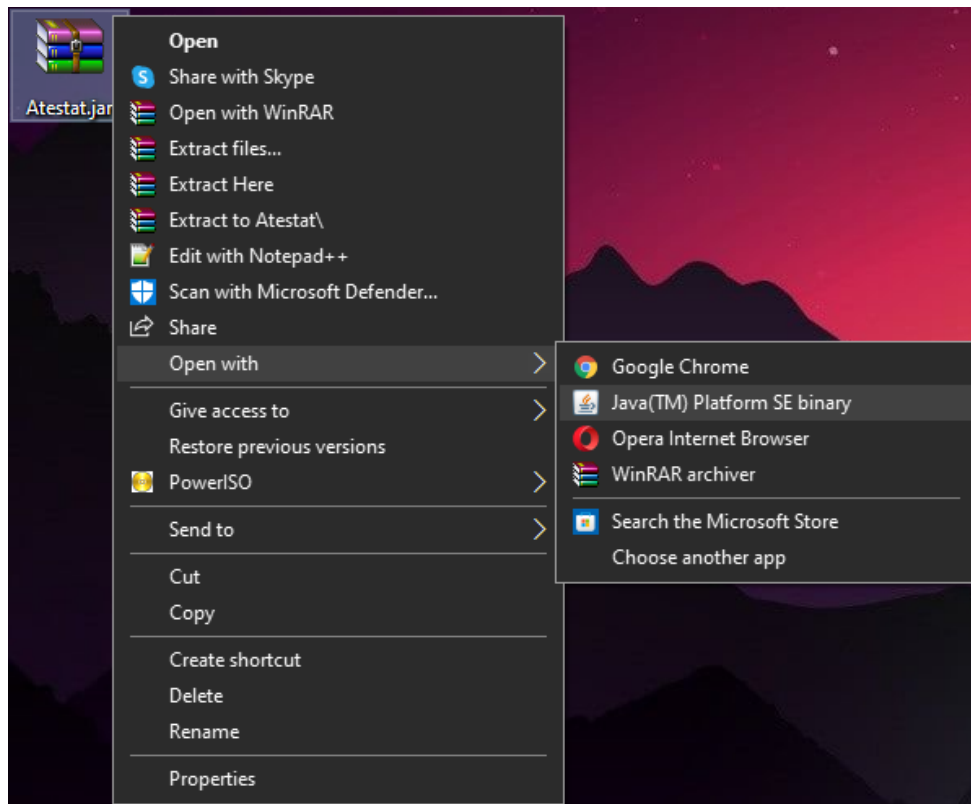 Atestat.jar
Open
Share with Skype
Open with WinRAR
Extract files...
Extract Here
Extract to Atestat\
Edit with Notepad++
Scan with Microsoft Defender...
Share
Open with
Give access to
Restore previous versions
PowerISO
Send to
Cut
Copy
Create shortcut
Delete
Rename
Properties
Google Chrome
Java(TM) Platform SE binary
Opera Internet Browser
WinRAR archiver
Search the Microsoft Store
Choose another app